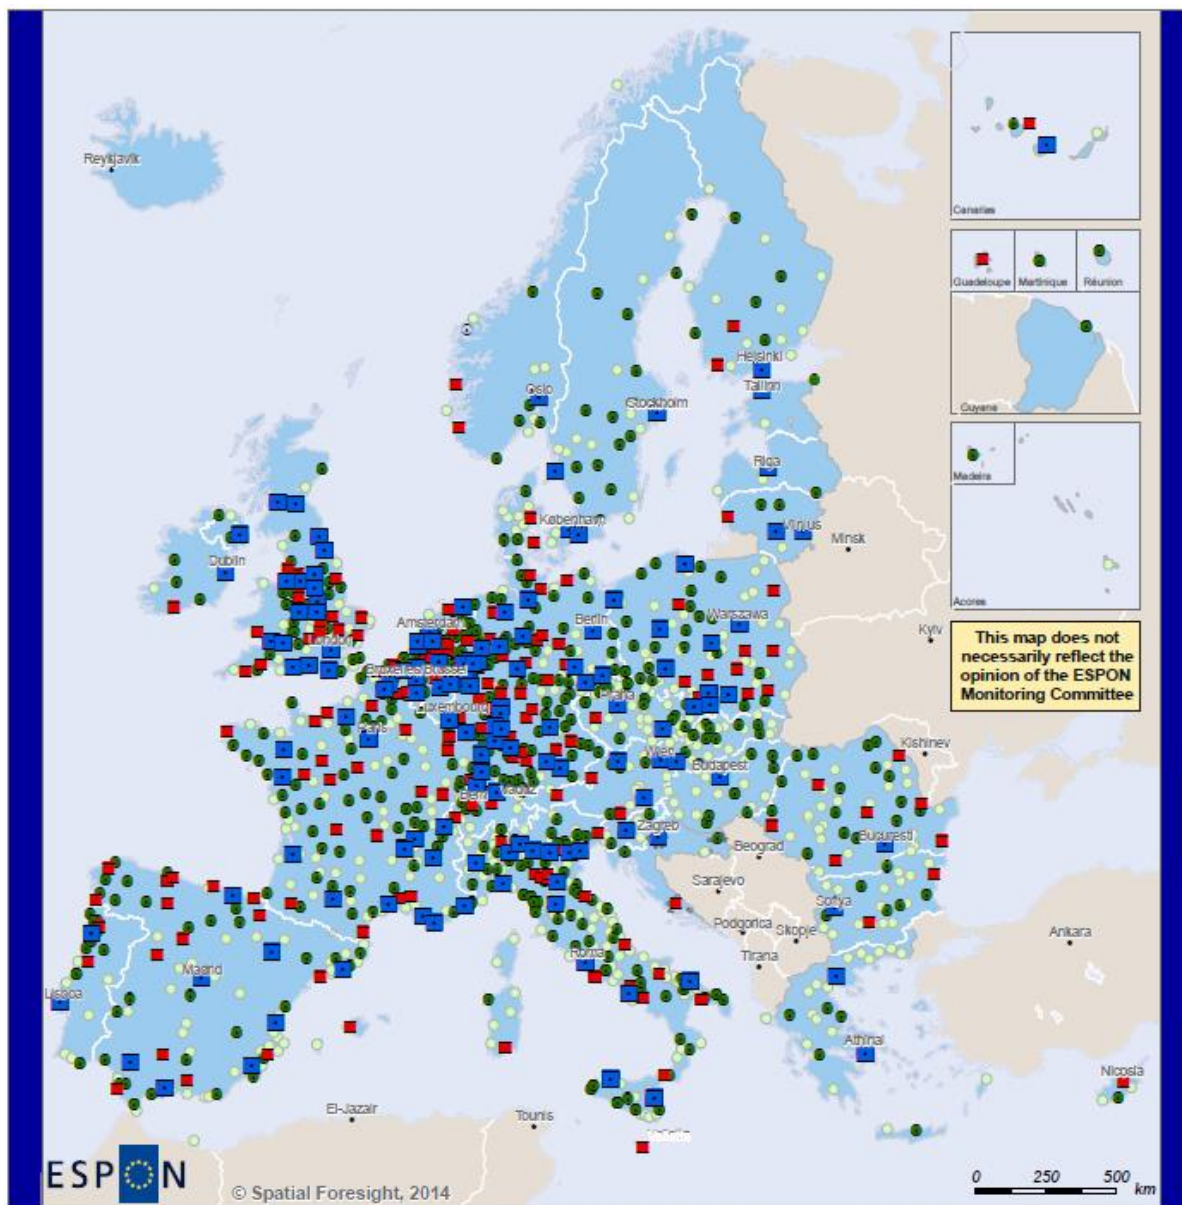 Reykjavik
Canarias
Guadeloupe
Martinique
Réunion
Guyane
Madeira
Acores
This map does not
necessarily reflect the
opinion of the ESPON
Monitoring Committee
Helsinki
Tallinn
Oslo
Stockholm
Riga
København
Vilnius
Minsk
Dublin
London
Amsterdam
Berlin
Warszawa
Kyiv
Bruxelles/Brussel
Luxembourg
Praha
Paris
Wien
Budapest
Kishinev
Bern
Vaduz
Zagreb
Beograd
Bucuresti
Sarajevo
Podgorica
Skopje
Sofiya
Tirana
Ankara
Madrid
Roma
Lisboa
Athinai
Nicosia
El-Jazair
Tounis
Valletta
ESPON
© Spatial Foresight, 2014
0 250 500
km